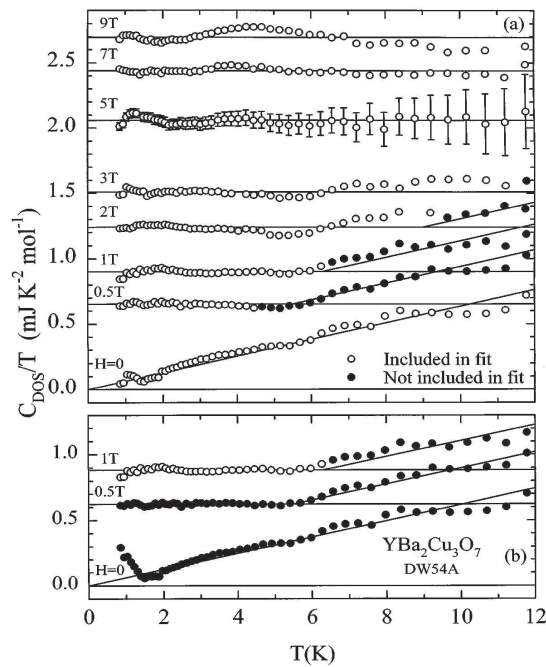 9T
(a)
2.5
7T
5T
2.0
3T
1.5
2T
1T
1.0
0.5T
0.5
H=0
Included in fit
Not included in fit
0.0
C_DOS/T (mJ K⁻² mol⁻¹)
1T
1.0
0.5T
0.5
YBa₂Cu₃O₇
(b)
H=0
DW54A
0.0
0 2 4 6 8 10 12
T(K)